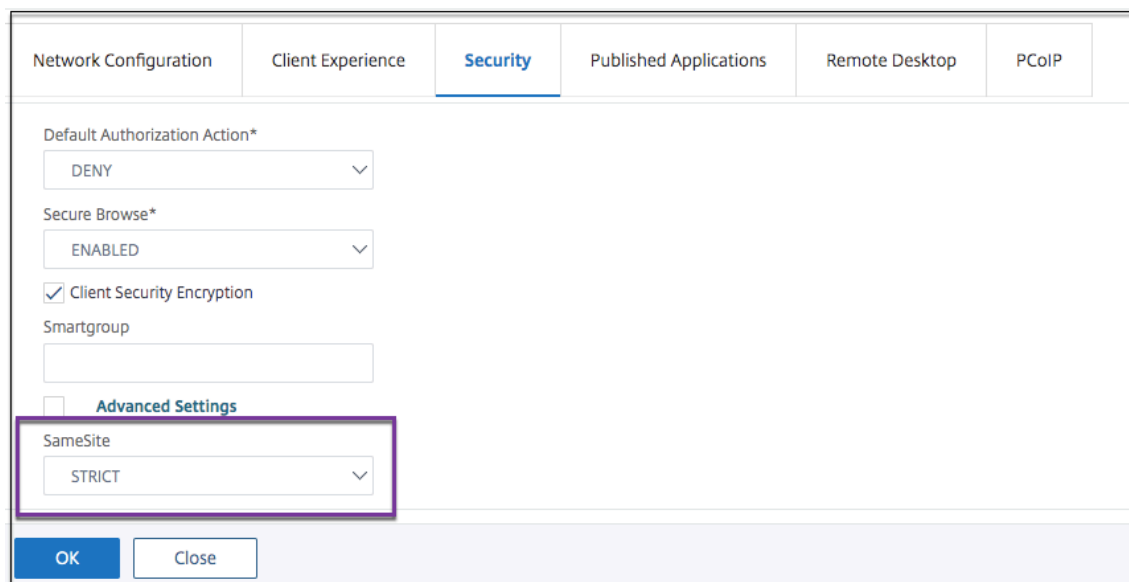 Network Configuration Client Experience Security Published Applications Remote Desktop PCoIP
Default Authorization Action*
DENY
Secure Browse*
ENABLED
Client Security Encryption
Smartgroup
Advanced Settings
SameSite
STRICT
OK Close